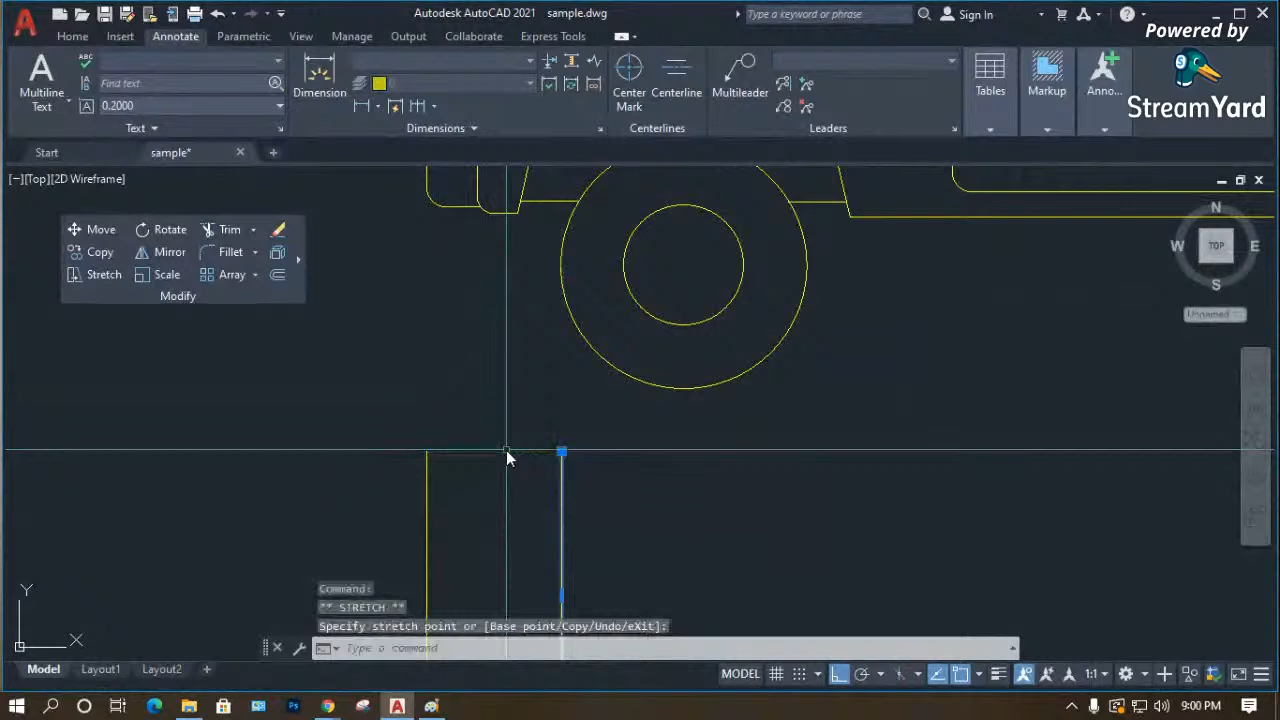 Autodesk AutoCAD 2021 sample.dwg
Type a keyword or phrase
Sign In
Powered by
StreamYard
Home Insert Annotate Parametric View Manage Output Collaborate Express Tools
Multiline Text
ABC
Find text
0.2000
Dimension
Center Mark
Centerline
Multileader
Tables
Markup
Anno...
Text
Dimensions
Centerlines
Leaders
Start
sample*
[−][Top][2D Wireframe]
Move Rotate Trim
Copy Mirror Fillet
Stretch Scale Array
Modify
N
W TOP E
S
Unnamed
Command:
** STRETCH **
Specify stretch point or [Base point/Copy/Undo/eXit]:
Type a command
Y
X
Model Layout1 Layout2
MODEL
1:1
9:00 PM